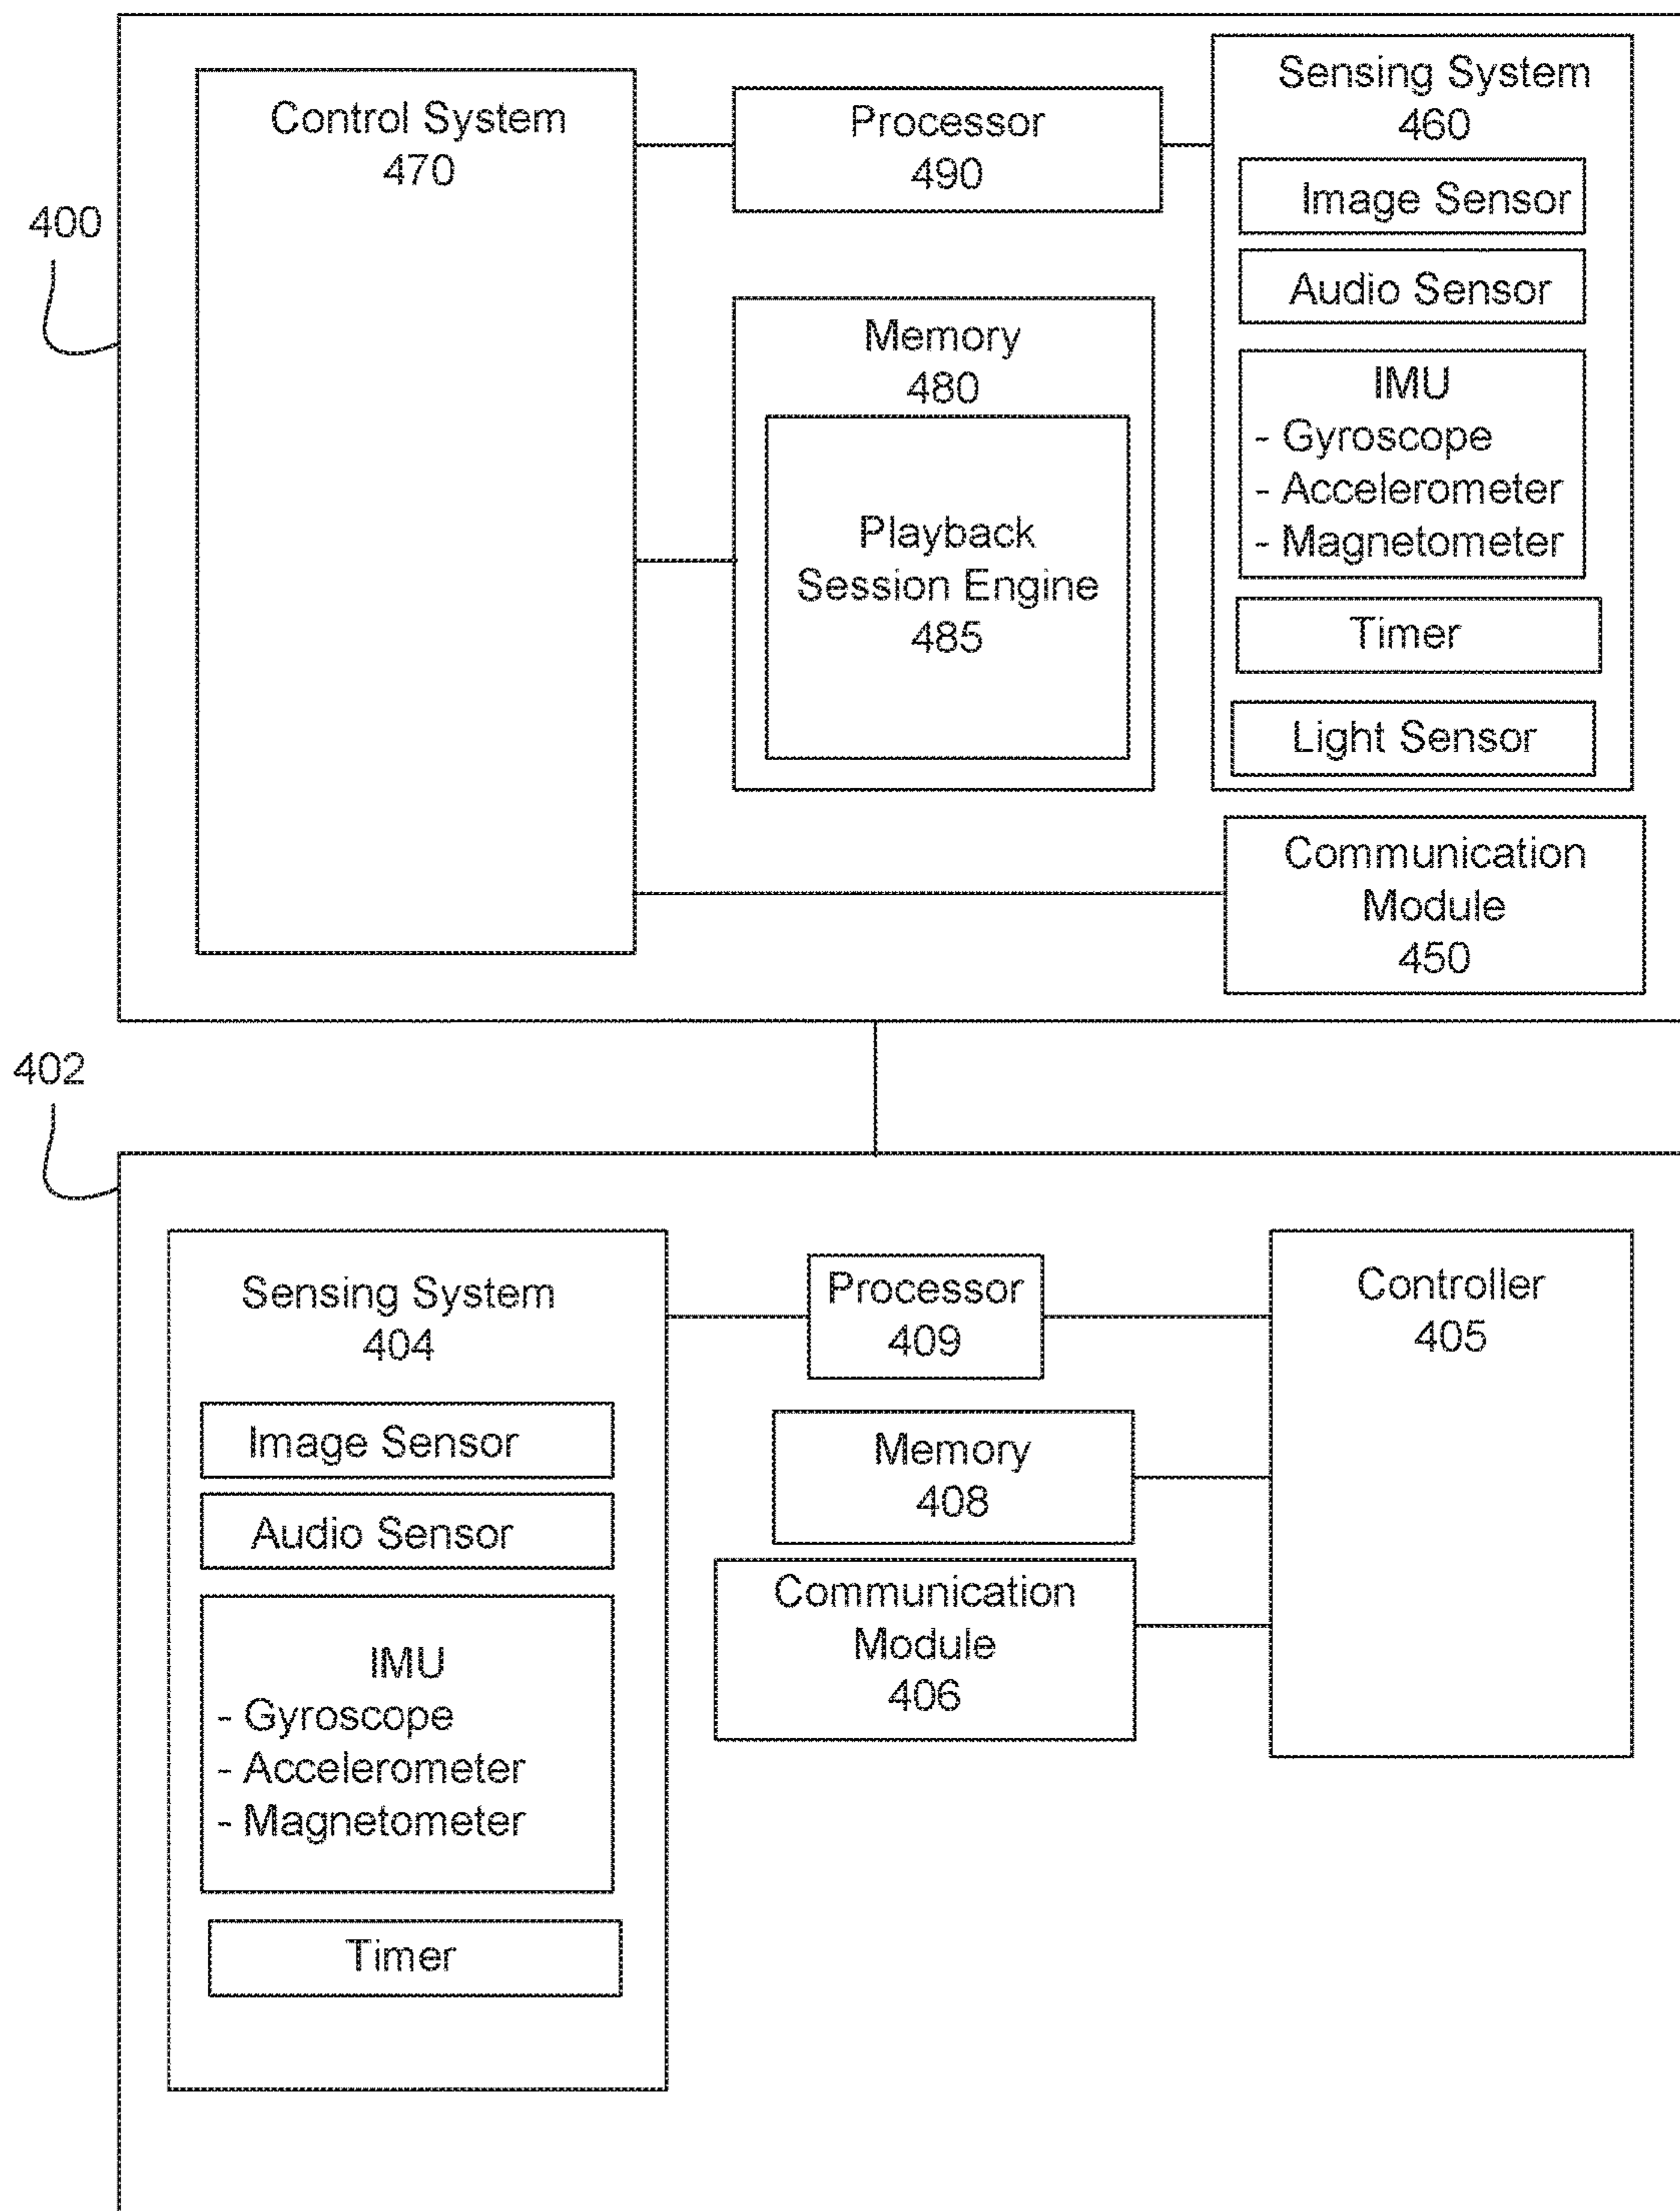 400
Control System
470
Processor
490
Memory
480
Playback
Session Engine
485
Sensing System
460
Image Sensor
Audio Sensor
IMU
- Gyroscope
- Accelerometer
- Magnetometer
Timer
Light Sensor
Communication
Module
450
402
Sensing System
404
Image Sensor
Audio Sensor
IMU
- Gyroscope
- Accelerometer
- Magnetometer
Timer
Processor
409
Memory
408
Communication
Module
406
Controller
405